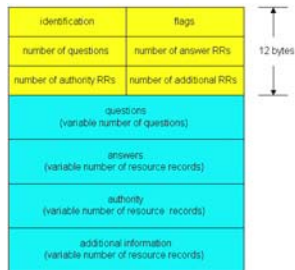 identification flags
number of questions number of answer RRs 12 bytes
number of authority RRs number of additional RRs
questions
(variable number of questions)
answers
(variable number of resource records)
authority
(variable number of resource records)
additional information
(variable number of resource records)